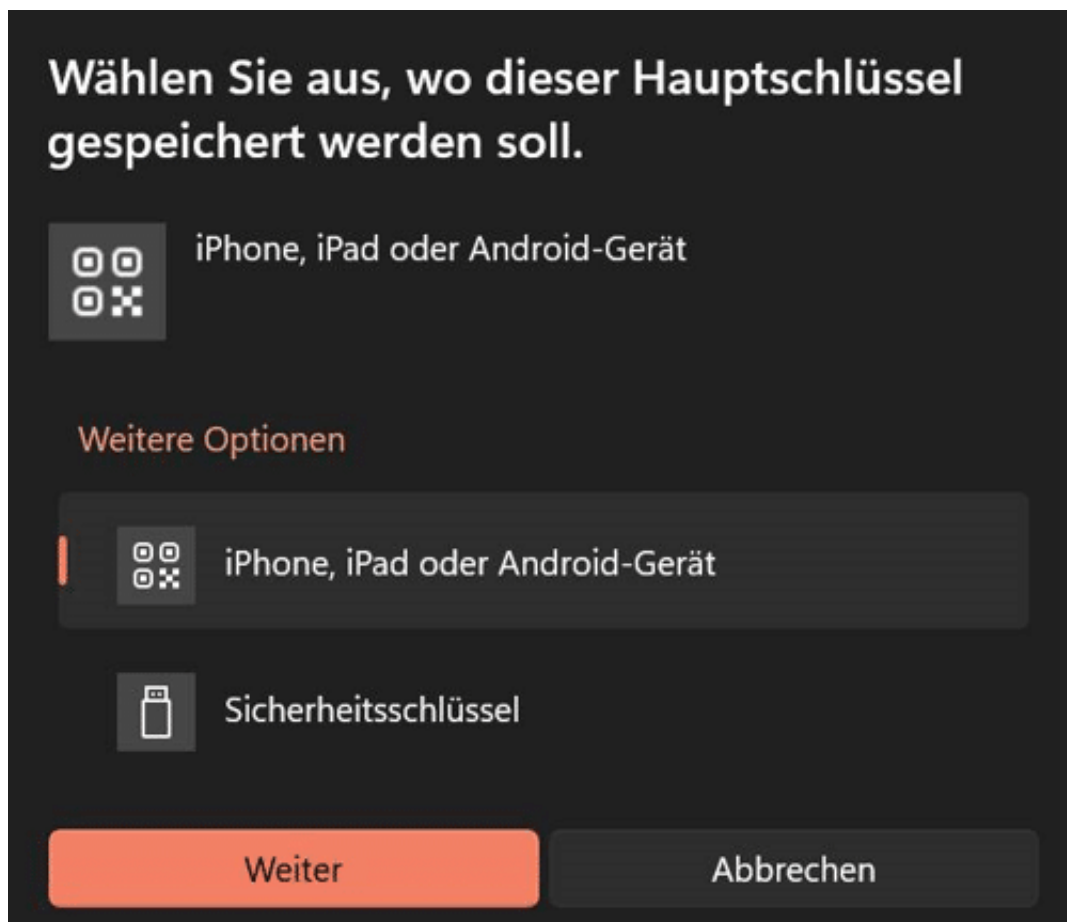 Wählen Sie aus, wo dieser Hauptschlüssel
gespeichert werden soll.
iPhone, iPad oder Android-Gerät
Weitere Optionen
iPhone, iPad oder Android-Gerät
Sicherheitsschlüssel
Weiter
Abbrechen